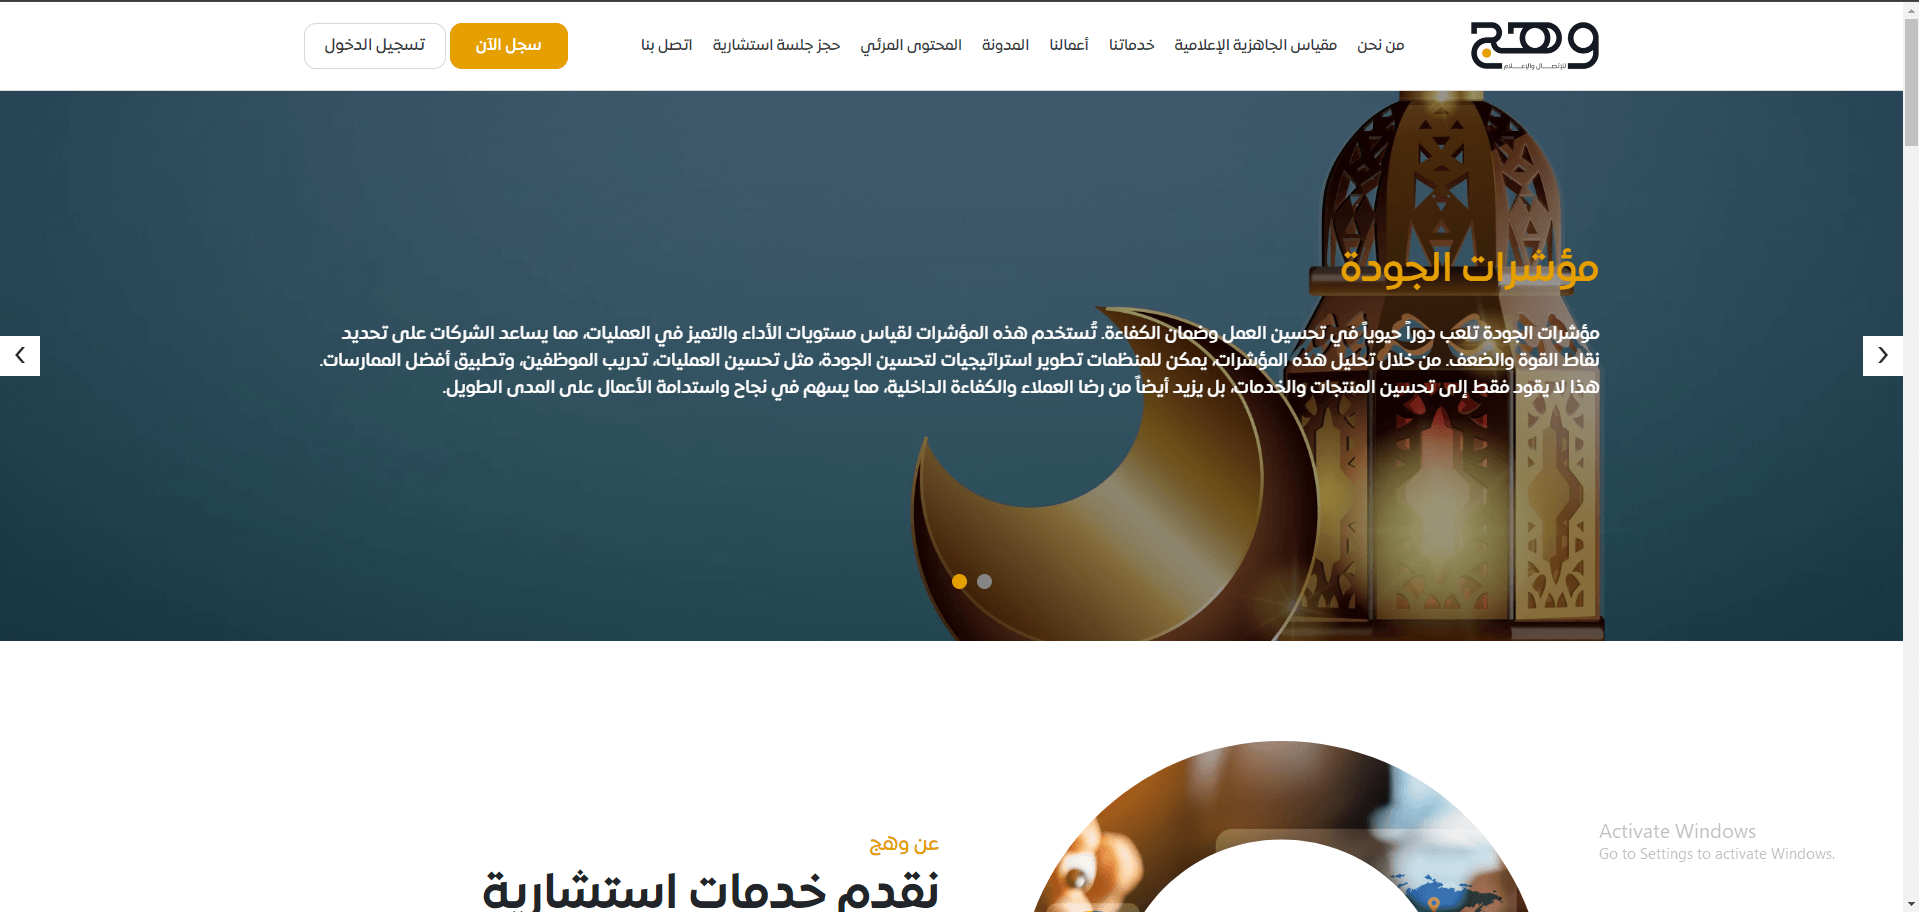 وهج
للإتصال والإعلام
من نحن
مقياس الجاهزية الإعلامية
خدماتنا
أعمالنا
المدونة
المحتوى المرئي
حجز جلسة استشارية
اتصل بنا
سجل الآن
تسجيل الدخول
مؤشرات الجودة
مؤشرات الجودة تلعب دوراً حيوياً في تحسين العمل وضمان الكفاءة. تُستخدم هذه المؤشرات لقياس مستويات الأداء والتميز في العمليات، مما يساعد الشركات على تحديد
نقاط القوة والضعف. من خلال تحليل هذه المؤشرات، يمكن للمنظمات تطوير استراتيجيات لتحسين الجودة، مثل تحسين العمليات، تدريب الموظفين، وتطبيق أفضل الممارسات.
هذا لا يقود فقط إلى تحسين المنتجات والخدمات، بل يزيد أيضاً من رضا العملاء والكفاءة الداخلية، مما يسهم في نجاح واستدامة الأعمال على المدى الطويل.
عن وهج
نقدم خدمات استشارية
Activate Windows
Go to Settings to activate Windows.